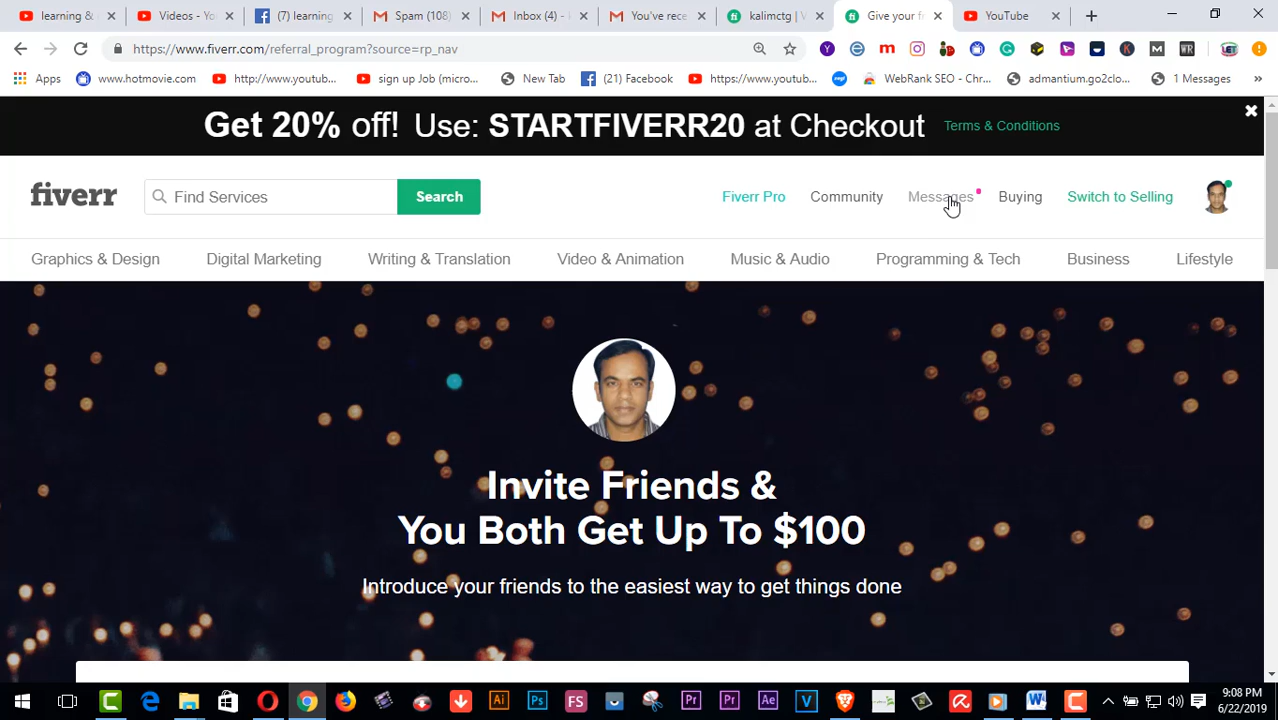 learning &
Videos - Yo
(7) learning
Spam (108)
Inbox (4) -
You've rece
kalimctg | V
Give your f
YouTube
https://www.fiverr.com/referral_program?source=rp_nav
Apps
www.hotmovie.com
http://www.youtub...
sign up Job (micro...
New Tab
(21) Facebook
https://www.youtub...
WebRank SEO - Chr...
admantium.go2clo...
1 Messages
Get 20% off! Use: STARTFIVERR20 at Checkout
Terms & Conditions
fiverr
Find Services
Search
Fiverr Pro
Community
Messages
Buying
Switch to Selling
Graphics & Design
Digital Marketing
Writing & Translation
Video & Animation
Music & Audio
Programming & Tech
Business
Lifestyle
Invite Friends &
You Both Get Up To $100
Introduce your friends to the easiest way to get things done
9:08 PM
6/22/2019